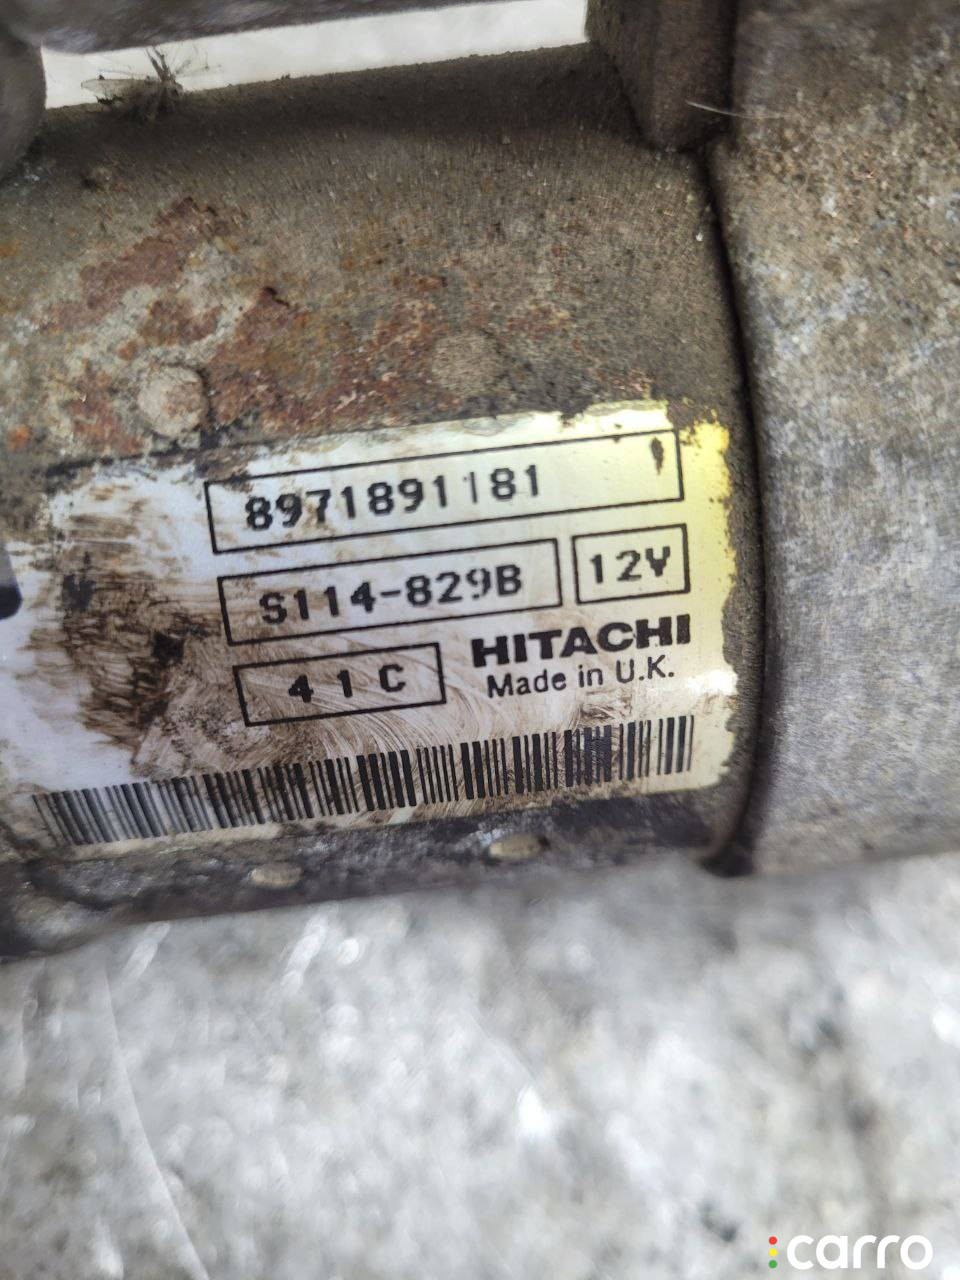 8971891181
S114-829B
12V
41C
HITACHI
Made in U.K.
carro